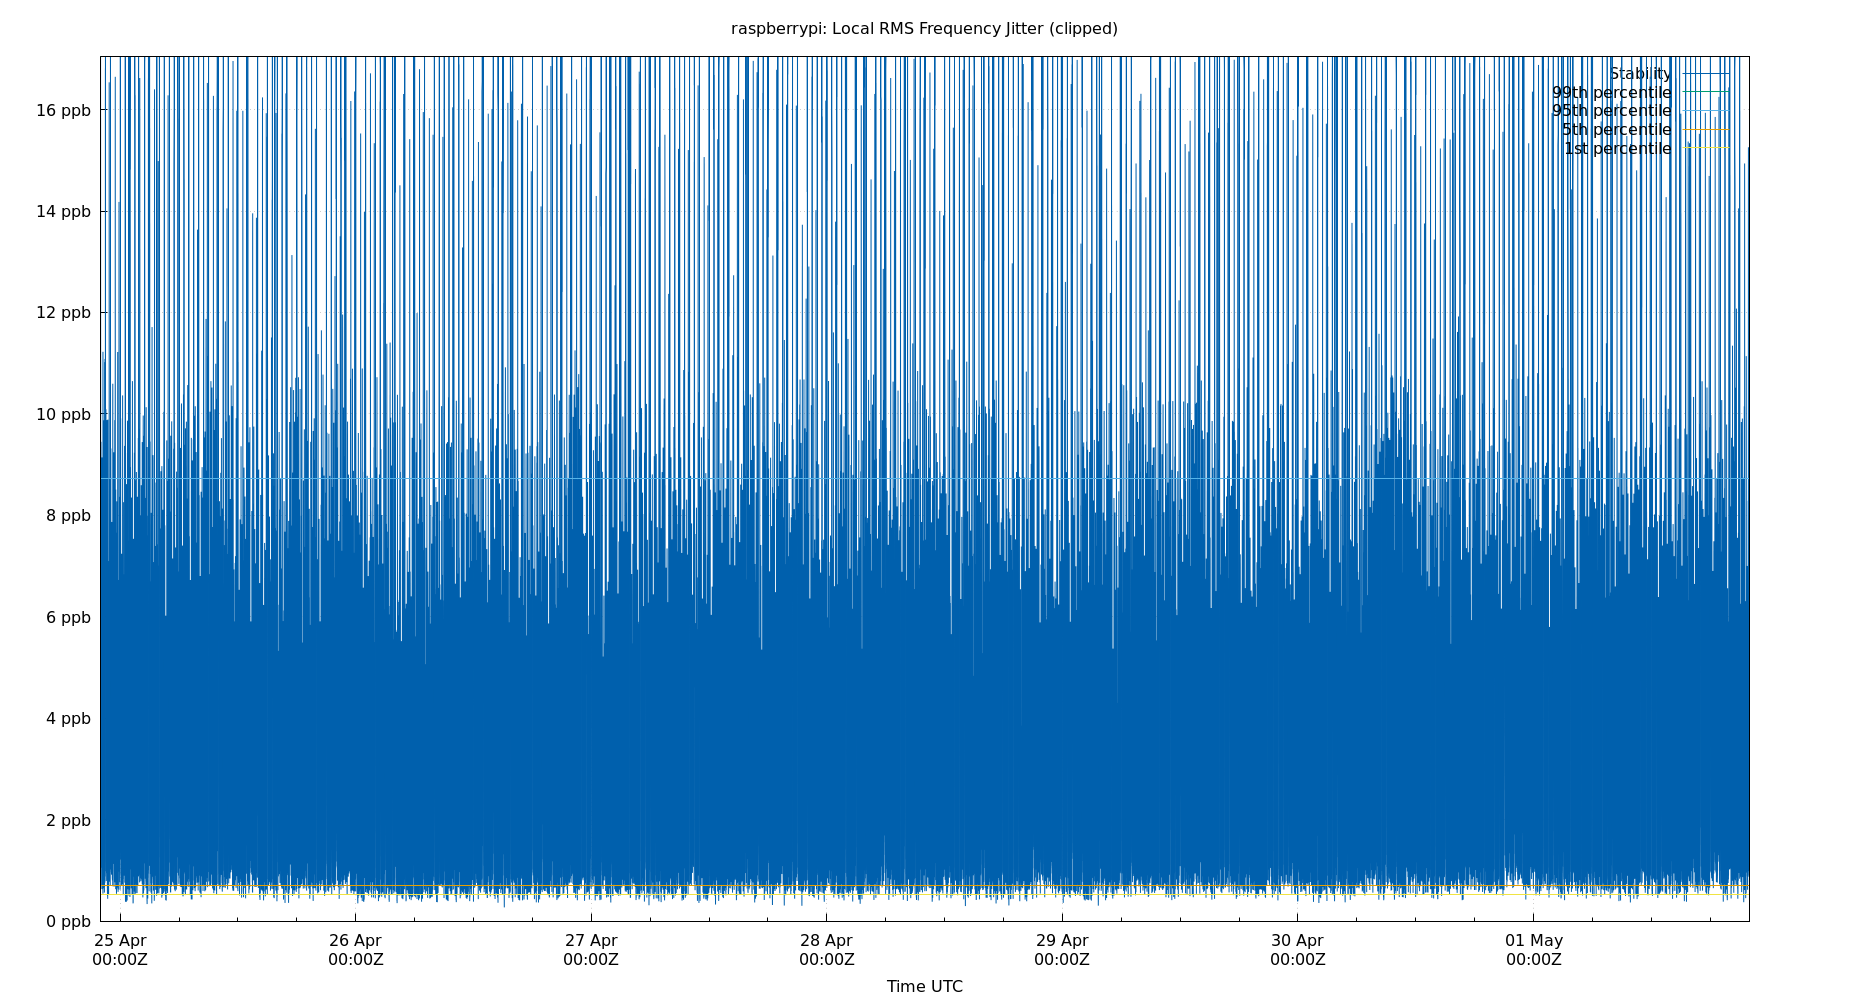 raspberrypi: Local RMS Frequency Jitter (clipped)
Stability
99th percentile
95th percentile
5th percentile
1st percentile
16 ppb
14 ppb
12 ppb
10 ppb
8 ppb
6 ppb
4 ppb
2 ppb
0 ppb
25 Apr 26 Apr 27 Apr 28 Apr 29 Apr 30 Apr 01 May
00:00Z 00:00Z 00:00Z 00:00Z 00:00Z 00:00Z 00:00Z
Time UTC